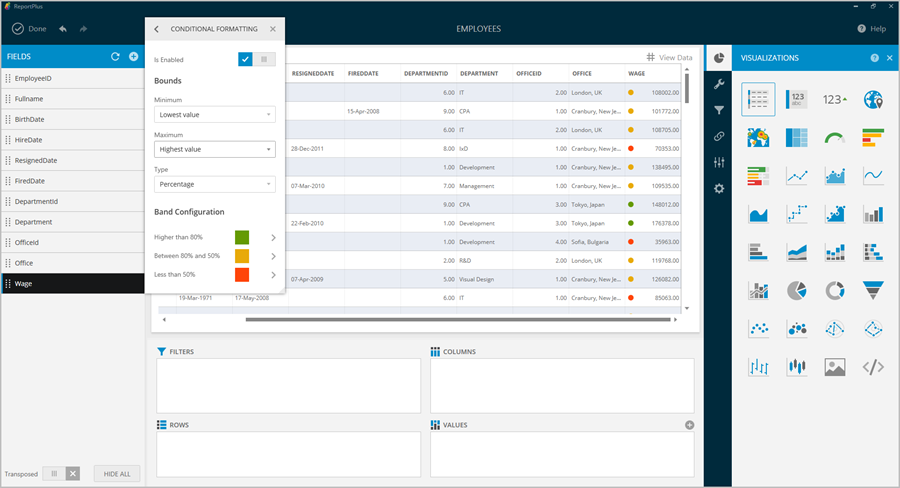 ReportPlus
Done
EMPLOYEES
Help
FIELDS
EmployeeID
Fullname
BirthDate
HireDate
ResignedDate
FiredDate
DepartmentId
Department
OfficeId
Office
Wage
Transposed
HIDE ALL
CONDITIONAL FORMATTING
Is Enabled
Bounds
Minimum
Lowest value
Maximum
Highest value
Type
Percentage
Band Configuration
Higher than 80%
Between 80% and 50%
Less than 50%
View Data
RESIGNEDDATE FIREDDATE DEPARTMENTID DEPARTMENT OFFICEID OFFICE WAGE
6.00 IT 2.00 London, UK 108002.00
15-Apr-2008 9.00 CPA 1.00 Cranbury, New Je... 101772.00
6.00 IT 2.00 London, UK 108705.00
28-Dec-2011 8.00 IxD 1.00 Cranbury, New Je... 70353.00
1.00 Development 1.00 Cranbury, New Je... 138495.00
07-Mar-2010 7.00 Management 1.00 Cranbury, New Je... 109535.00
9.00 CPA 3.00 Tokyo, Japan 148012.00
22-Feb-2010 1.00 Development 3.00 Tokyo, Japan 176378.00
1.00 Development 4.00 Sofia, Bulgaria 35963.00
2.00 R&D 2.00 London, UK 119768.00
07-Apr-2009 5.00 Visual Design 1.00 Cranbury, New Je... 126082.00
19-Mar-1971 17-May-2008 6.00 IT 1.00 Cranbury, New Je... 85063.00
FILTERS
COLUMNS
ROWS
VALUES
VISUALIZATIONS
123
abc
123